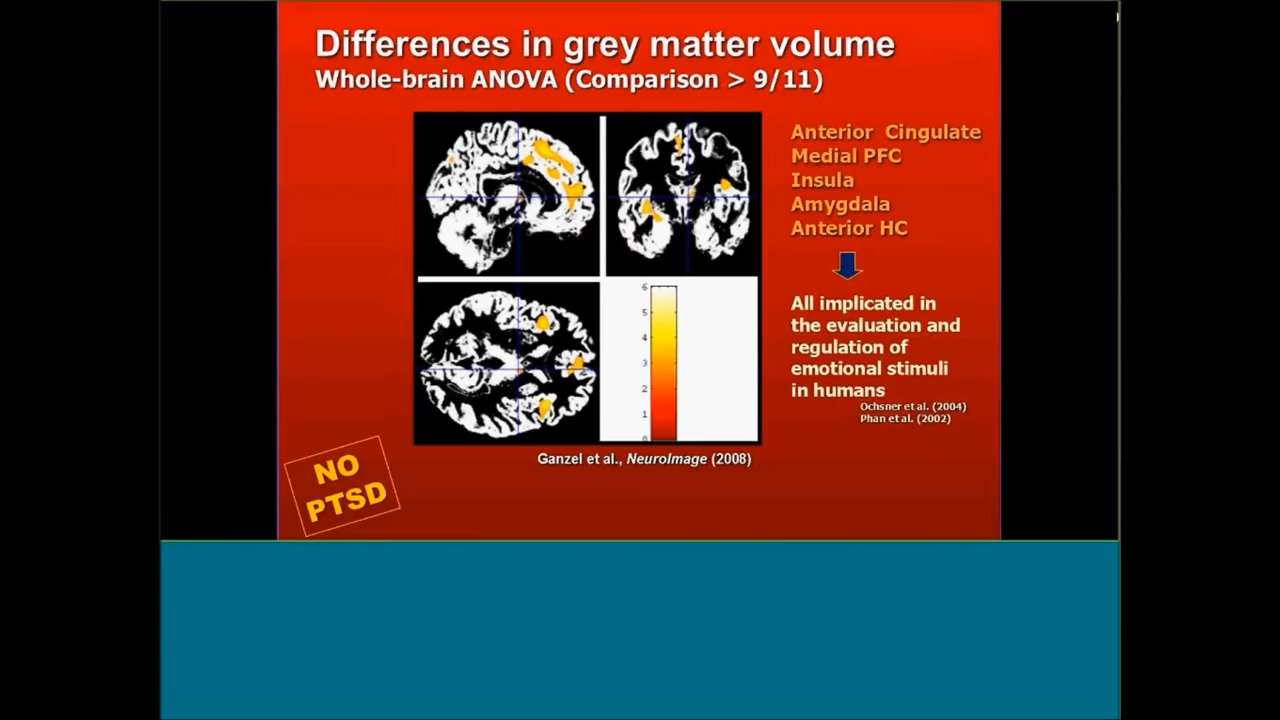 Differences in grey matter volume
Whole-brain ANOVA (Comparison > 9/11)
Anterior Cingulate
Medial PFC
Insula
Amygdala
Anterior HC
6
5
4
3
2
1
0
All implicated in
the evaluation and
regulation of
emotional stimuli
in humans
Ochsner et al. (2004)
Phan et al. (2002)
Ganzel et al., NeuroImage (2008)
NO
PTSD